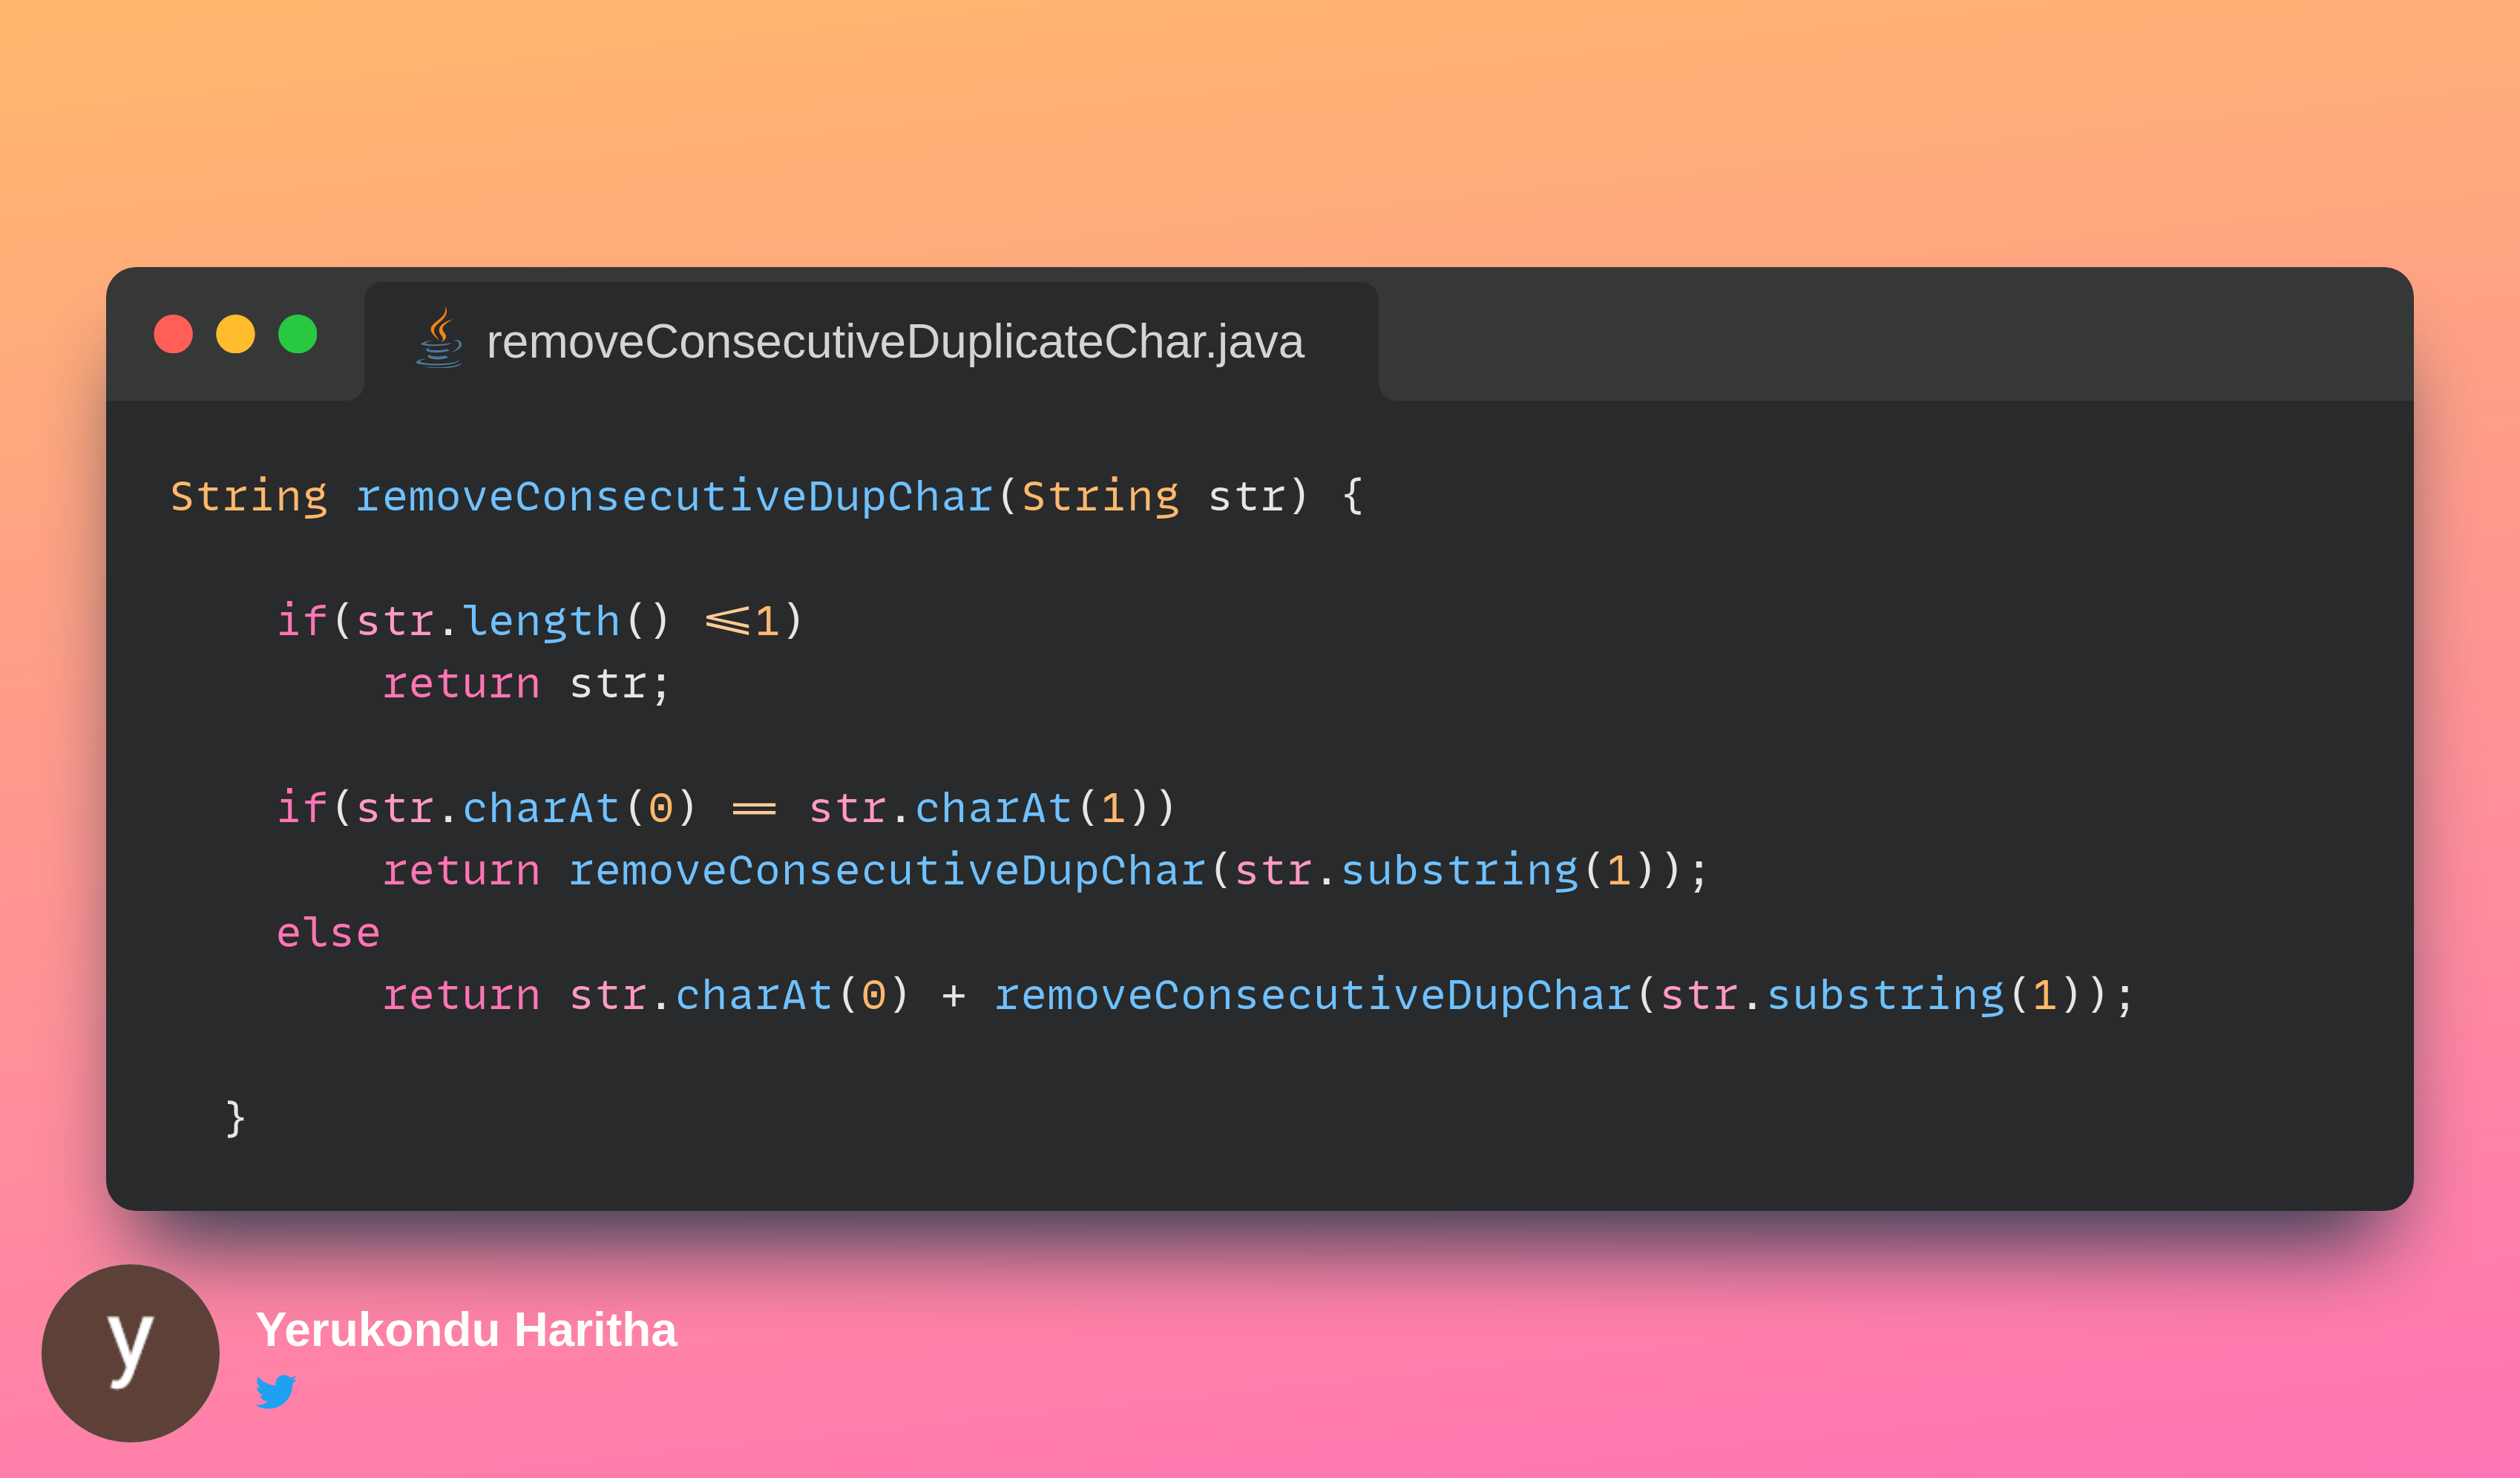 removeConsecutiveDuplicateChar.java
String removeConsecutiveDupChar(String str) {
if(str.length() <=1)
return str;
if(str.charAt(0) == str.charAt(1))
return removeConsecutiveDupChar(str.substring(1));
else
return str.charAt(0) + removeConsecutiveDupChar(str.substring(1));
}
y
Yerukondu Haritha